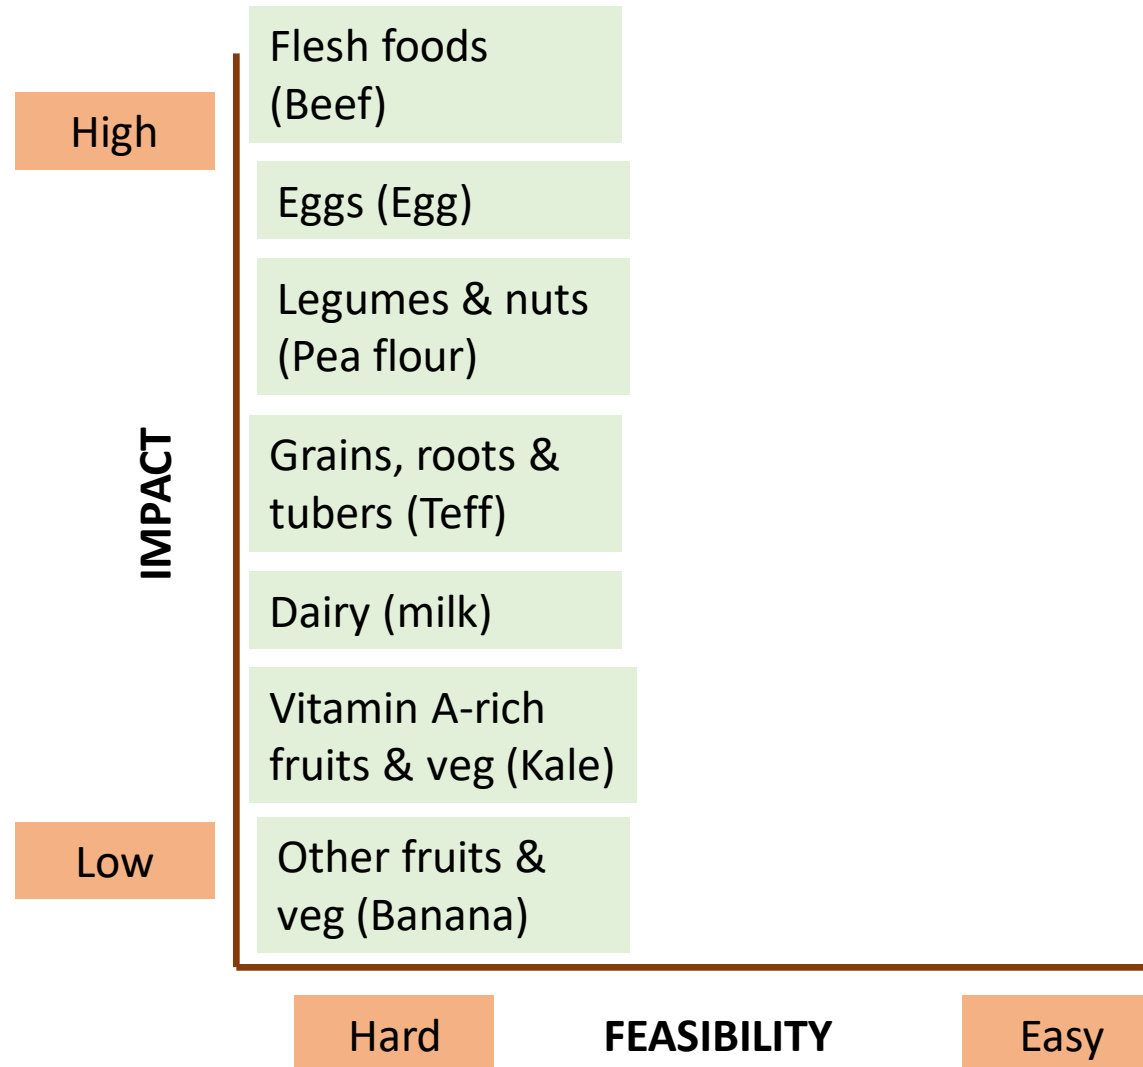 Flesh foods
(Beef)
High
Eggs (Egg)
Legumes & nuts
(Pea flour)
IMPACT
Grains, roots &
tubers (Teff)
Dairy (milk)
Vitamin A-rich
fruits & veg (Kale)
Low
Other fruits &
veg (Banana)
Hard
FEASIBILITY
Easy